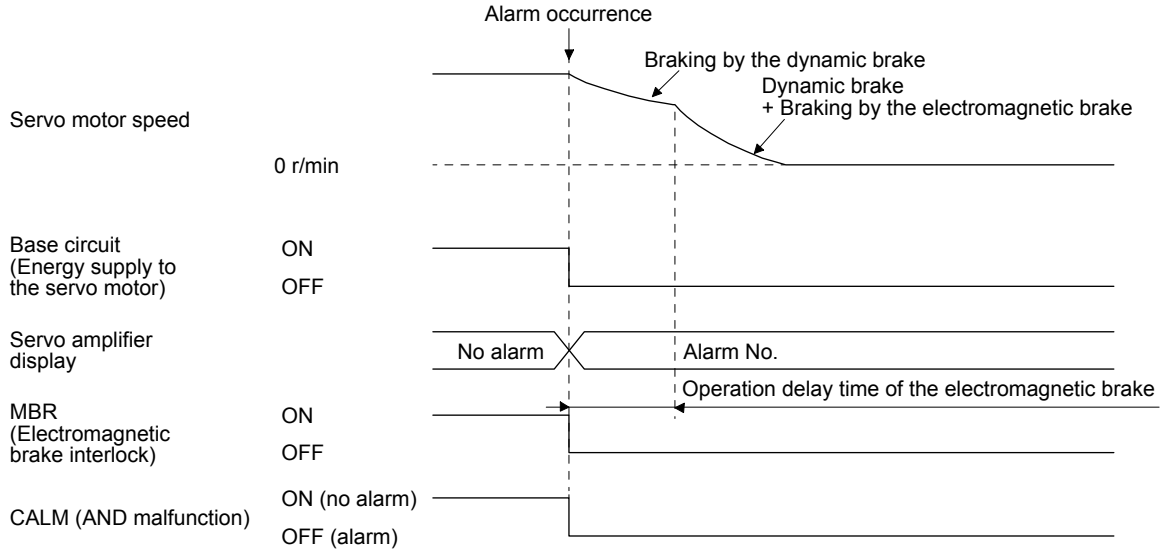 Alarm occurrence
Braking by the dynamic brake
Dynamic brake
+ Braking by the electromagnetic brake
Servo motor speed
0 r/min
Base circuit
(Energy supply to
the servo motor)
ON
OFF
Servo amplifier
display
No alarm
Alarm No.
Operation delay time of the electromagnetic brake
MBR
(Electromagnetic
brake interlock)
ON
OFF
CALM (AND malfunction)
ON (no alarm)
OFF (alarm)